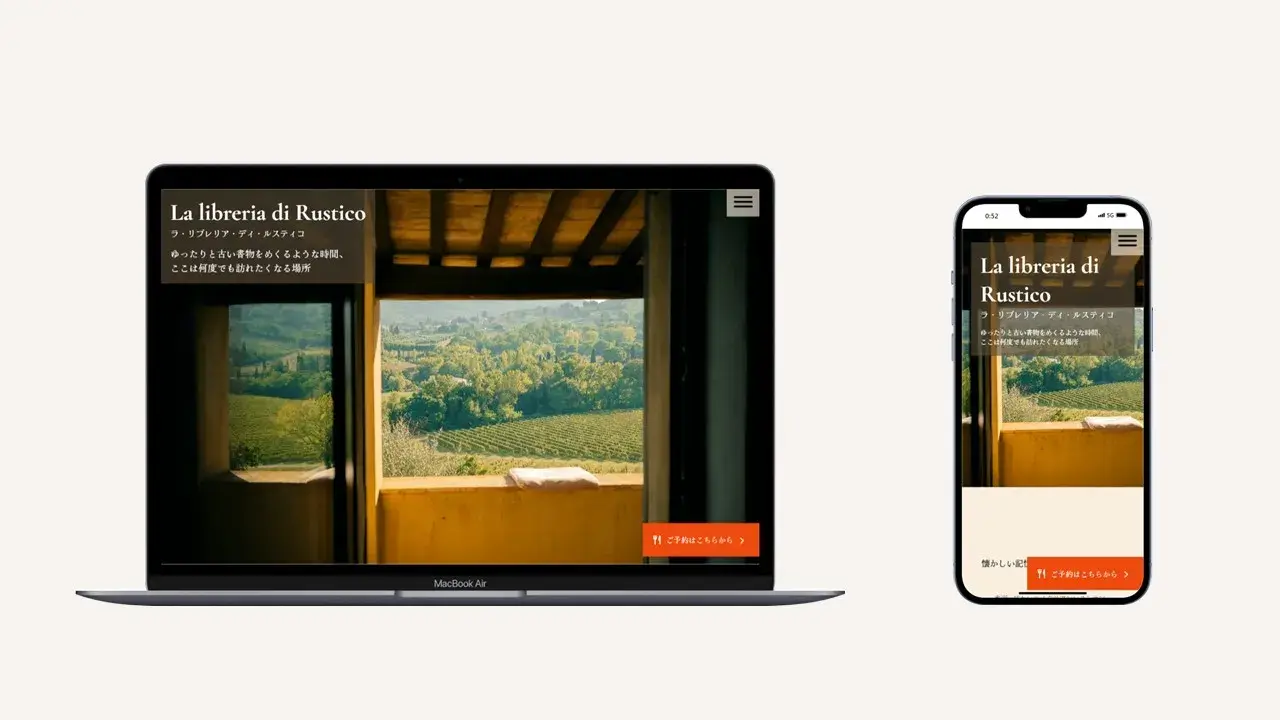 La libreria di Rustico
ラ・リブレリア・ディ・ルスティコ
ゆったりと古い書物をめくるような時間、
ここは何度でも訪れたくなる場所
ご予約はこちらから
MacBook Air
0:52
5G
La libreria di
Rustico
ラ・リブレリア・ディ・ルスティコ
ゆったりと古い書物をめくるような時間、
ここは何度でも訪れたくなる場所
懐かしい記憶
ご予約はこちらから